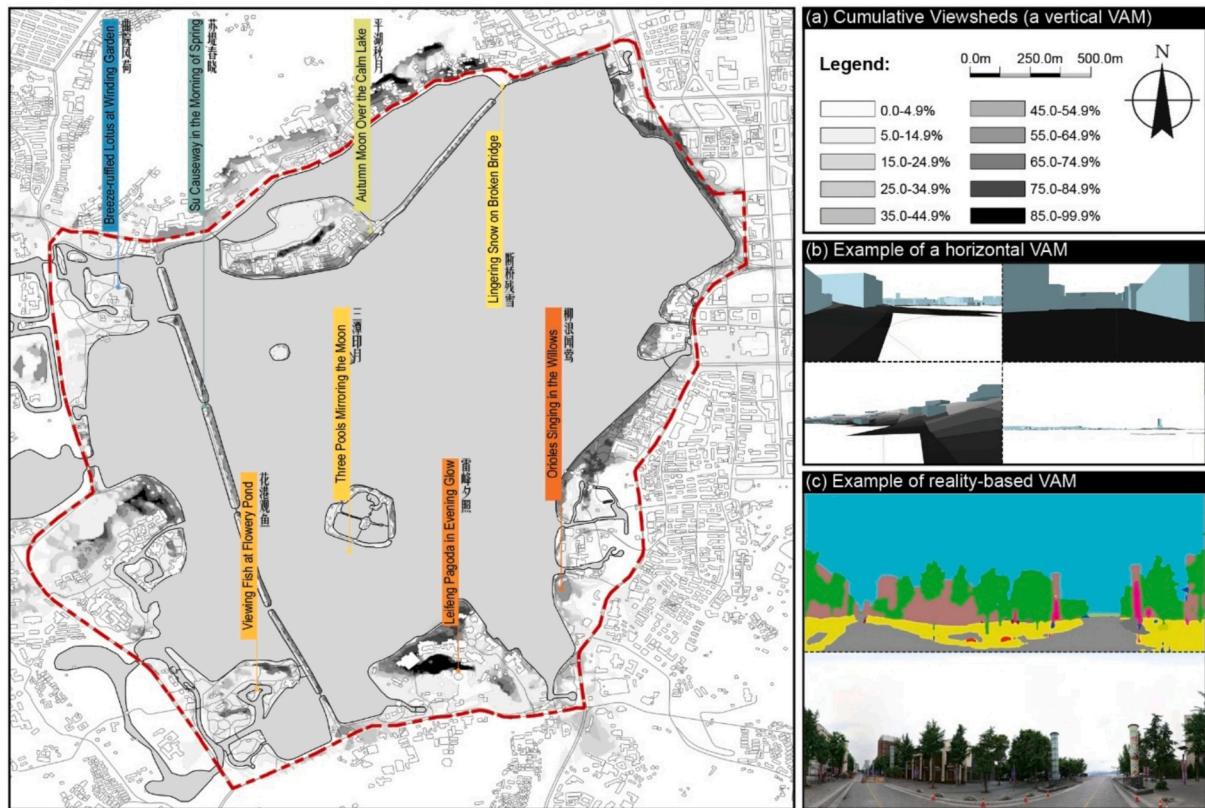 曲院风荷
Breeze-ruffled Lotus at Winding Garden
苏堤春晓
Su Causeway in the Morning of Spring
平湖秋月
Autumn Moon Over the Calm Lake
Lingering Snow on Broken Bridge
断桥残雪
三潭印月
Three Pools Mirroring the Moon
柳浪闻莺
Orioles Singing in the Willows
雷峰夕照
Leifeng Pagoda in Evening Glow
花港观鱼
Viewing Fish at Flowery Pond
(a) Cumulative Viewsheds (a vertical VAM)
Legend:
0.0m 250.0m 500.0m
N
0.0-4.9%
5.0-14.9%
15.0-24.9%
25.0-34.9%
35.0-44.9%
45.0-54.9%
55.0-64.9%
65.0-74.9%
75.0-84.9%
85.0-99.9%
(b) Example of a horizontal VAM
(c) Example of reality-based VAM